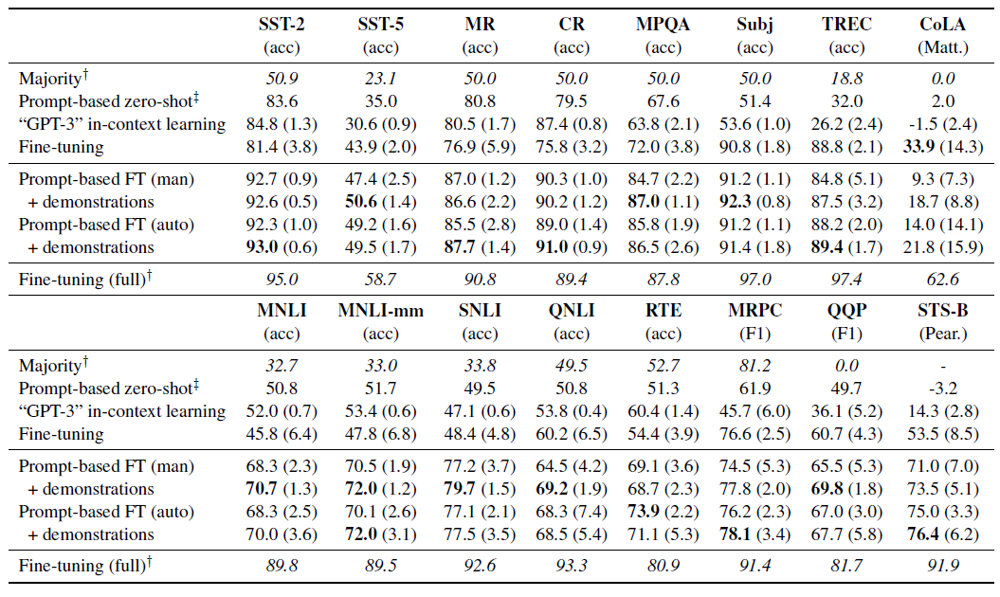 SST-2 SST-5 MR CR MPQA Subj TREC CoLA
(acc) (acc) (acc) (acc) (acc) (acc) (acc) (Matt.)
Majority† 50.9 23.1 50.0 50.0 50.0 50.0 18.8 0.0
Prompt-based zero-shot‡ 83.6 35.0 80.8 79.5 67.6 51.4 32.0 2.0
“GPT-3” in-context learning 84.8 (1.3) 30.6 (0.9) 80.5 (1.7) 87.4 (0.8) 63.8 (2.1) 53.6 (1.0) 26.2 (2.4) -1.5 (2.4)
Fine-tuning 81.4 (3.8) 43.9 (2.0) 76.9 (5.9) 75.8 (3.2) 72.0 (3.8) 90.8 (1.8) 88.8 (2.1) 33.9 (14.3)
Prompt-based FT (man) 92.7 (0.9) 47.4 (2.5) 87.0 (1.2) 90.3 (1.0) 84.7 (2.2) 91.2 (1.1) 84.8 (5.1) 9.3 (7.3)
+ demonstrations 92.6 (0.5) 50.6 (1.4) 86.6 (2.2) 90.2 (1.2) 87.0 (1.1) 92.3 (0.8) 87.5 (3.2) 18.7 (8.8)
Prompt-based FT (auto) 92.3 (1.0) 49.2 (1.6) 85.5 (2.8) 89.0 (1.4) 85.8 (1.9) 91.2 (1.1) 88.2 (2.0) 14.0 (14.1)
+ demonstrations 93.0 (0.6) 49.5 (1.7) 87.7 (1.4) 91.0 (0.9) 86.5 (2.6) 91.4 (1.8) 89.4 (1.7) 21.8 (15.9)
Fine-tuning (full)† 95.0 58.7 90.8 89.4 87.8 97.0 97.4 62.6
MNLI MNLI-mm SNLI QNLI RTE MRPC QQP STS-B
(acc) (acc) (acc) (acc) (acc) (F1) (F1) (Pear.)
Majority† 32.7 33.0 33.8 49.5 52.7 81.2 0.0 -
Prompt-based zero-shot‡ 50.8 51.7 49.5 50.8 51.3 61.9 49.7 -3.2
“GPT-3” in-context learning 52.0 (0.7) 53.4 (0.6) 47.1 (0.6) 53.8 (0.4) 60.4 (1.4) 45.7 (6.0) 36.1 (5.2) 14.3 (2.8)
Fine-tuning 45.8 (6.4) 47.8 (6.8) 48.4 (4.8) 60.2 (6.5) 54.4 (3.9) 76.6 (2.5) 60.7 (4.3) 53.5 (8.5)
Prompt-based FT (man) 68.3 (2.3) 70.5 (1.9) 77.2 (3.7) 64.5 (4.2) 69.1 (3.6) 74.5 (5.3) 65.5 (5.3) 71.0 (7.0)
+ demonstrations 70.7 (1.3) 72.0 (1.2) 79.7 (1.5) 69.2 (1.9) 68.7 (2.3) 77.8 (2.0) 69.8 (1.8) 73.5 (5.1)
Prompt-based FT (auto) 68.3 (2.5) 70.1 (2.6) 77.1 (2.1) 68.3 (7.4) 73.9 (2.2) 76.2 (2.3) 67.0 (3.0) 75.0 (3.3)
+ demonstrations 70.0 (3.6) 72.0 (3.1) 77.5 (3.5) 68.5 (5.4) 71.1 (5.3) 78.1 (3.4) 67.7 (5.8) 76.4 (6.2)
Fine-tuning (full)† 89.8 89.5 92.6 93.3 80.9 91.4 81.7 91.9